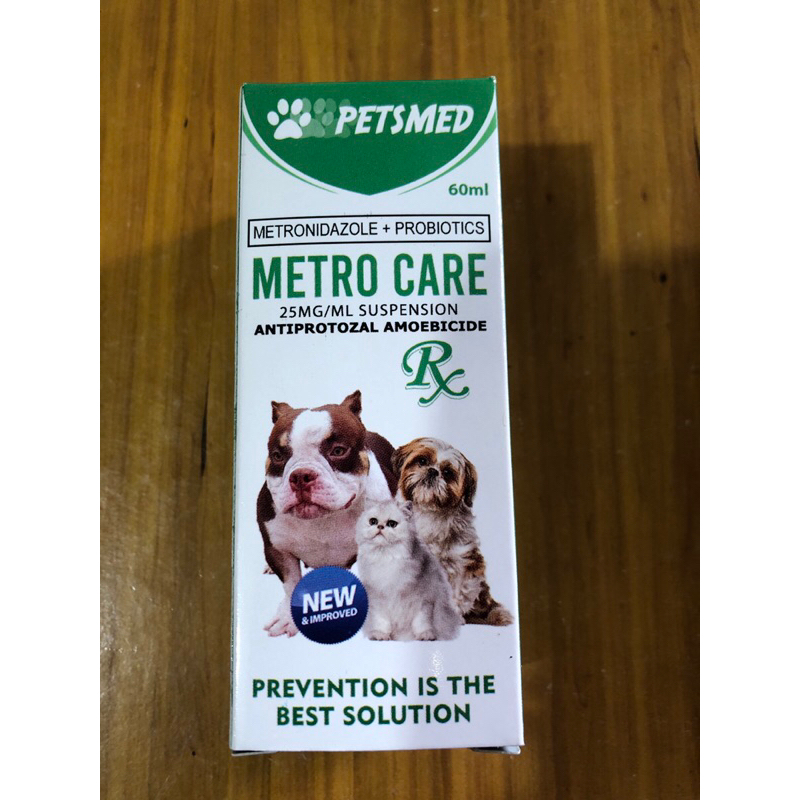 PETSMED
60ml
METRONIDAZOLE + PROBIOTICS
METRO CARE
25MG/ML SUSPENSION
ANTIPROTOZAL AMOEBICIDE
Rx
NEW
& IMPROVED
PREVENTION IS THE
BEST SOLUTION